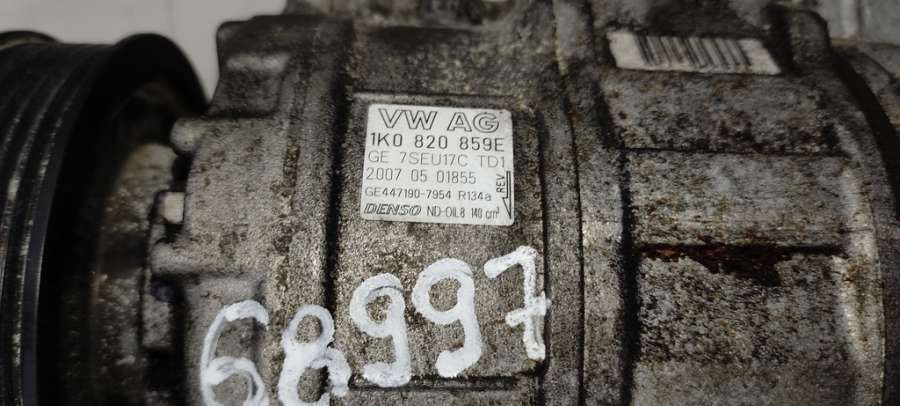 VW AG
1K0 820 859E
GE 7SEU17C TD1
2007 05 01855
GE447190-7954 R134a
REV
DENSO ND-OIL8 140 cm³
68997